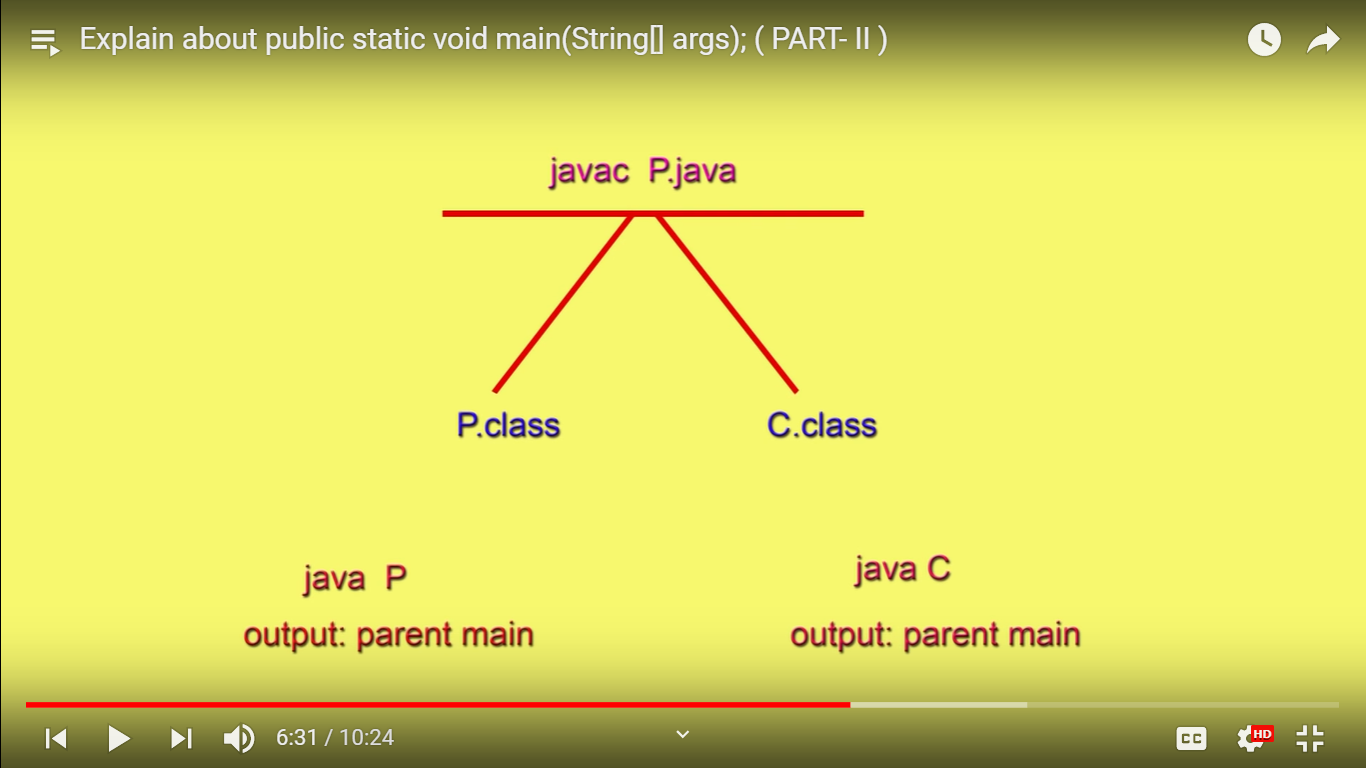 Explain about public static void main(String[] args); ( PART- II )
javac P.java
P.class
C.class
java P
output: parent main
java C
output: parent main
6:31 / 10:24
CC
HD